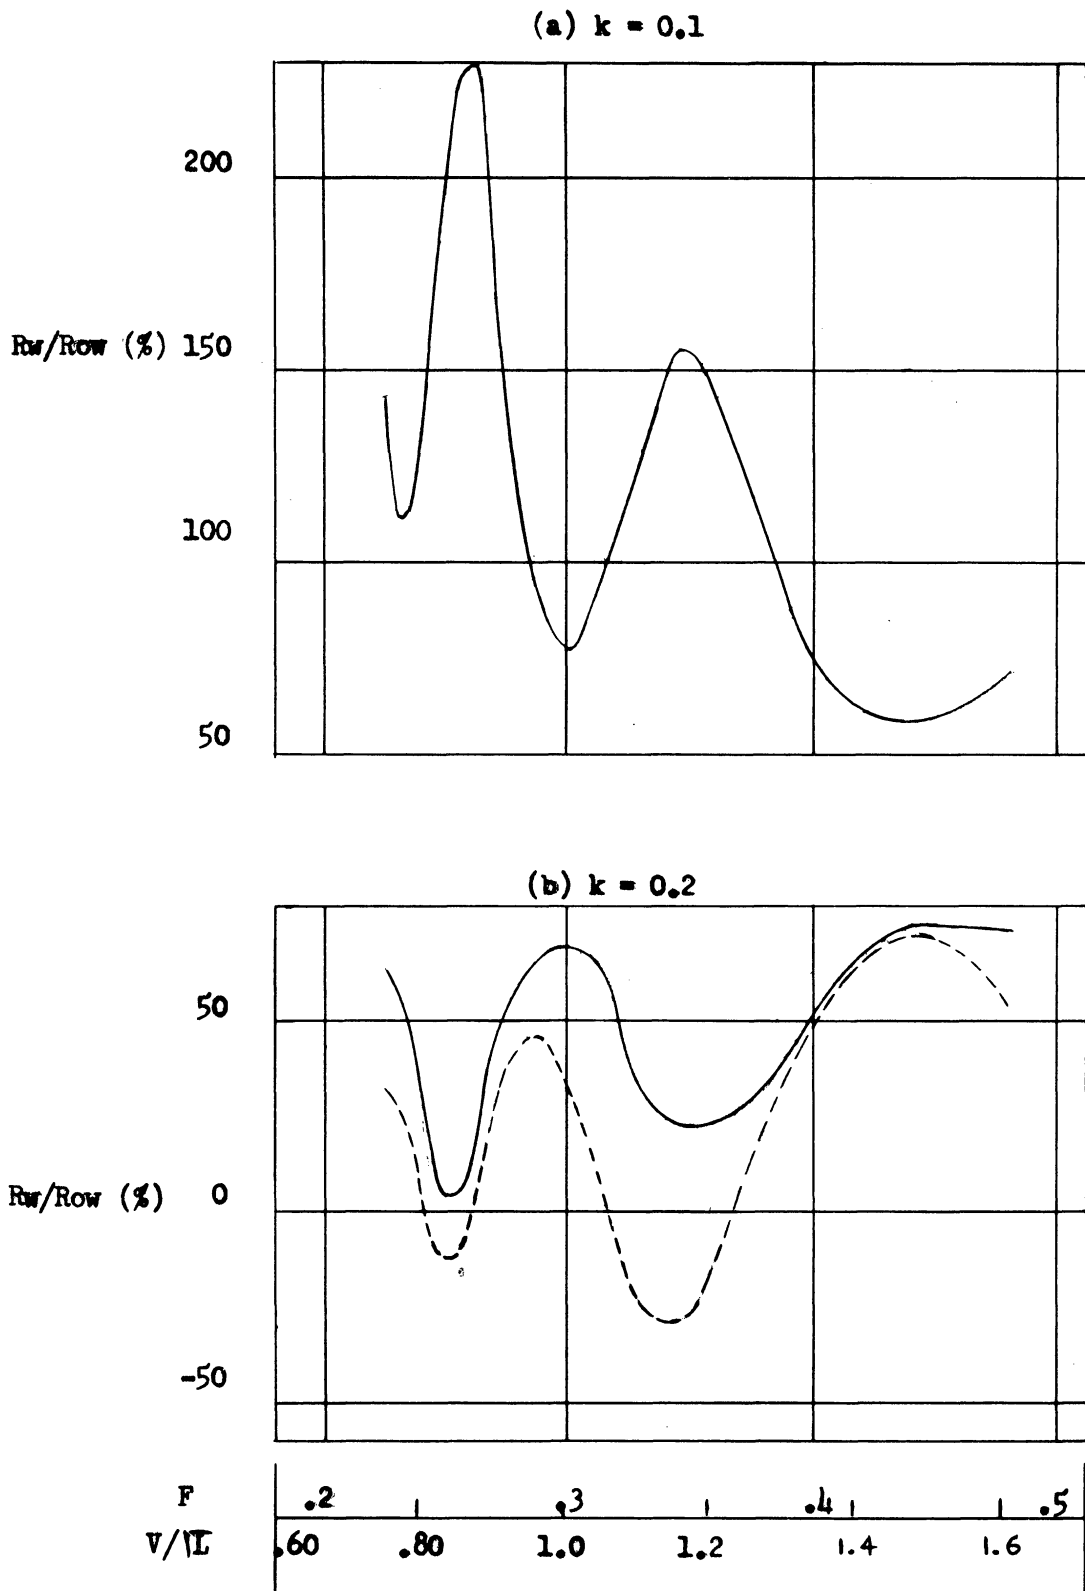 (a) k = 0.1
200
Rw/Row (%) 150
100
50
(b) k = 0.2
50
Rw/Row (%) 0
-50
F .2 .3 .4 .5
V/√L .60 .80 1.0 1.2 1.4 1.6